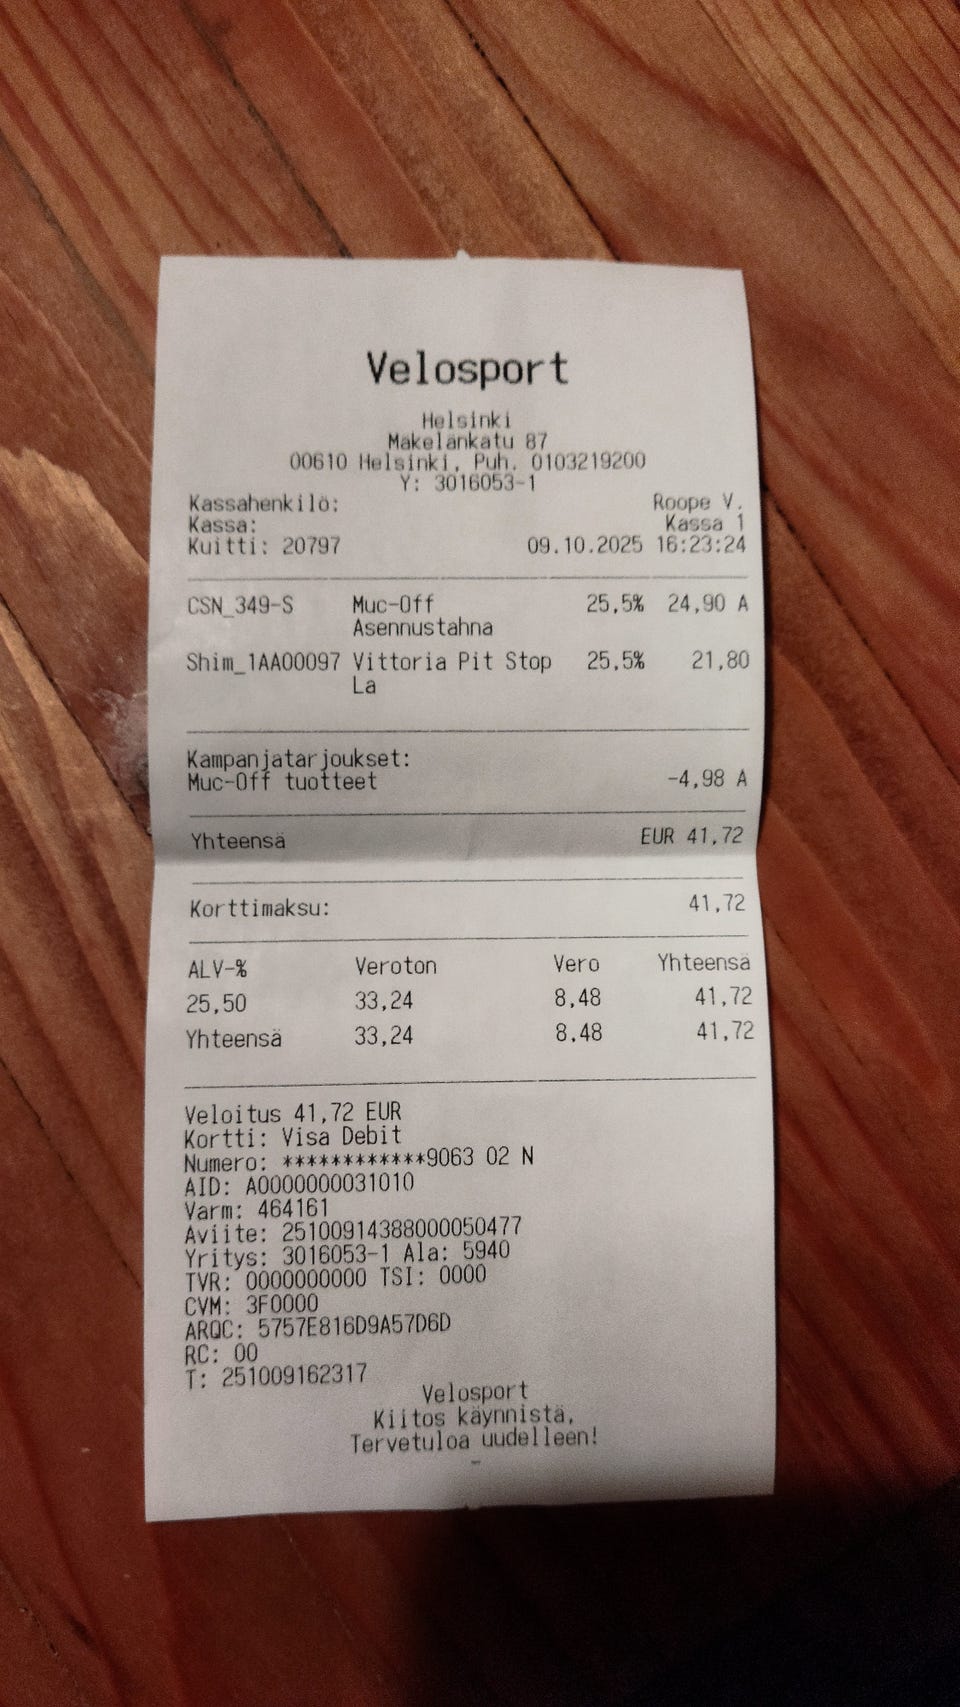 Velosport
Helsinki
Mäkelänkatu 87
00610 Helsinki, Puh. 0103219200
Y: 3016053-1
Kassahenkilö: Roope V.
Kassa: Kassa 1
Kuitti: 20797 09.10.2025 16:23:24
CSN_349-S Muc-Off 25,5% 24,90 A
Asennustahna
Shim_1AA00097 Vittoria Pit Stop 25,5% 21,80
La
Kampanjatarjoukset:
Muc-Off tuotteet -4,98 A
Yhteensä EUR 41,72
Korttimaksu: 41,72
ALV-% Veroton Vero Yhteensä
25,50 33,24 8,48 41,72
Yhteensä 33,24 8,48 41,72
Veloitus 41,72 EUR
Kortti: Visa Debit
Numero: ************9063 02 N
AID: A0000000031010
Varm: 464161
Aviite: 25100914388000050477
Yritys: 3016053-1 Ala: 5940
TVR: 0000000000 TSI: 0000
CVM: 3F0000
ARQC: 5757E816D9A57D6D
RC: 00
T: 251009162317
Velosport
Kiitos käynnistä,
Tervetuloa uudelleen!
-